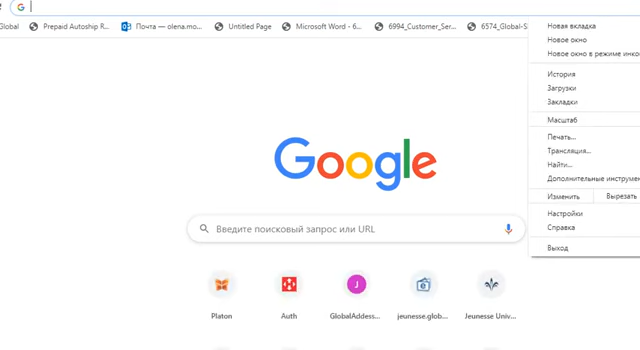 Global Prepaid Autoship R... Почта — olena.mo... Untitled Page Microsoft Word - 6... 6994_Customer_Ser... 6574_Global-S
Новая вкладка
Новое окно
Новое окно в режиме инко
История
Загрузки
Закладки
Масштаб
Печать...
Трансляция...
Найти...
Дополнительные инструмен
Изменить Вырезать
Настройки
Справка
Выход
Google
Введите поисковый запрос или URL
J
Platon Auth GlobalAddess... jeunesse.glob... Jeunesse Univ...